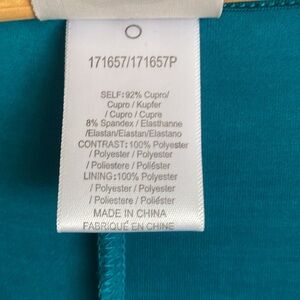 171657/171657P
SELF:92% Cupro/
Cupro / Kupfer
/ Cupro / Cupre
8% Spandex / Elasthanne
/Elastan/Elastan/Elastano
CONTRAST: 100% Polyester
/ Polyester / Polyester
/ Poliestere / Poliéster
LINING:100% Polyester
/ Polyester / Polyester
/ Poliestere / Poliéster
MADE IN CHINA
FABRIQUÉ EN CHINE